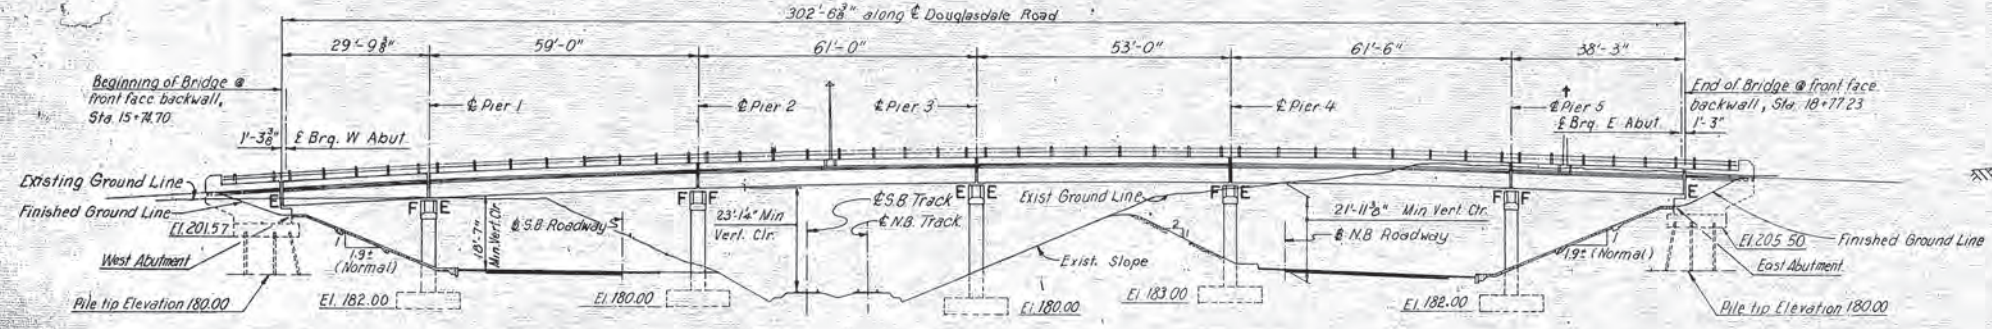 302'-6⅜" along ℄ Douglasdale Road
29'-9⅜"
59'-0"
61'-0"
53'-0"
61'-6"
38'-3"
Beginning of Bridge @
front face backwall,
Sta. 15+74.70
℄ Pier 1
℄ Pier 2
℄ Pier 3
℄ Pier 4
℄ Pier 5
End of Bridge @ front face
backwall, Sta. 18+77.23
1'-3⅜"
℄ Brg. W Abut.
℄ Brg. E Abut.
1'-3"
Existing Ground Line
Finished Ground Line
El. 201.57
West Abutment
Pile tip Elevation 180.00
E
F E
F F
E E
F E
F F
E
1
1.9±
(Normal)
18'-7"
Min. Vert. Clr.
℄ S.B. Roadway
23'-1¼" Min
Vert. Clr.
℄ S.B. Track
℄ N.B. Track
Exist Ground Line
Exist. Slope
2
1
21'-11⅜" Min Vert. Clr.
℄ N.B Roadway
1
1.9± (Normal)
El. 205.50
East Abutment
Finished Ground Line
Pile tip Elevation 180.00
El. 182.00
El. 180.00
El. 180.00
El. 183.00
El. 182.00